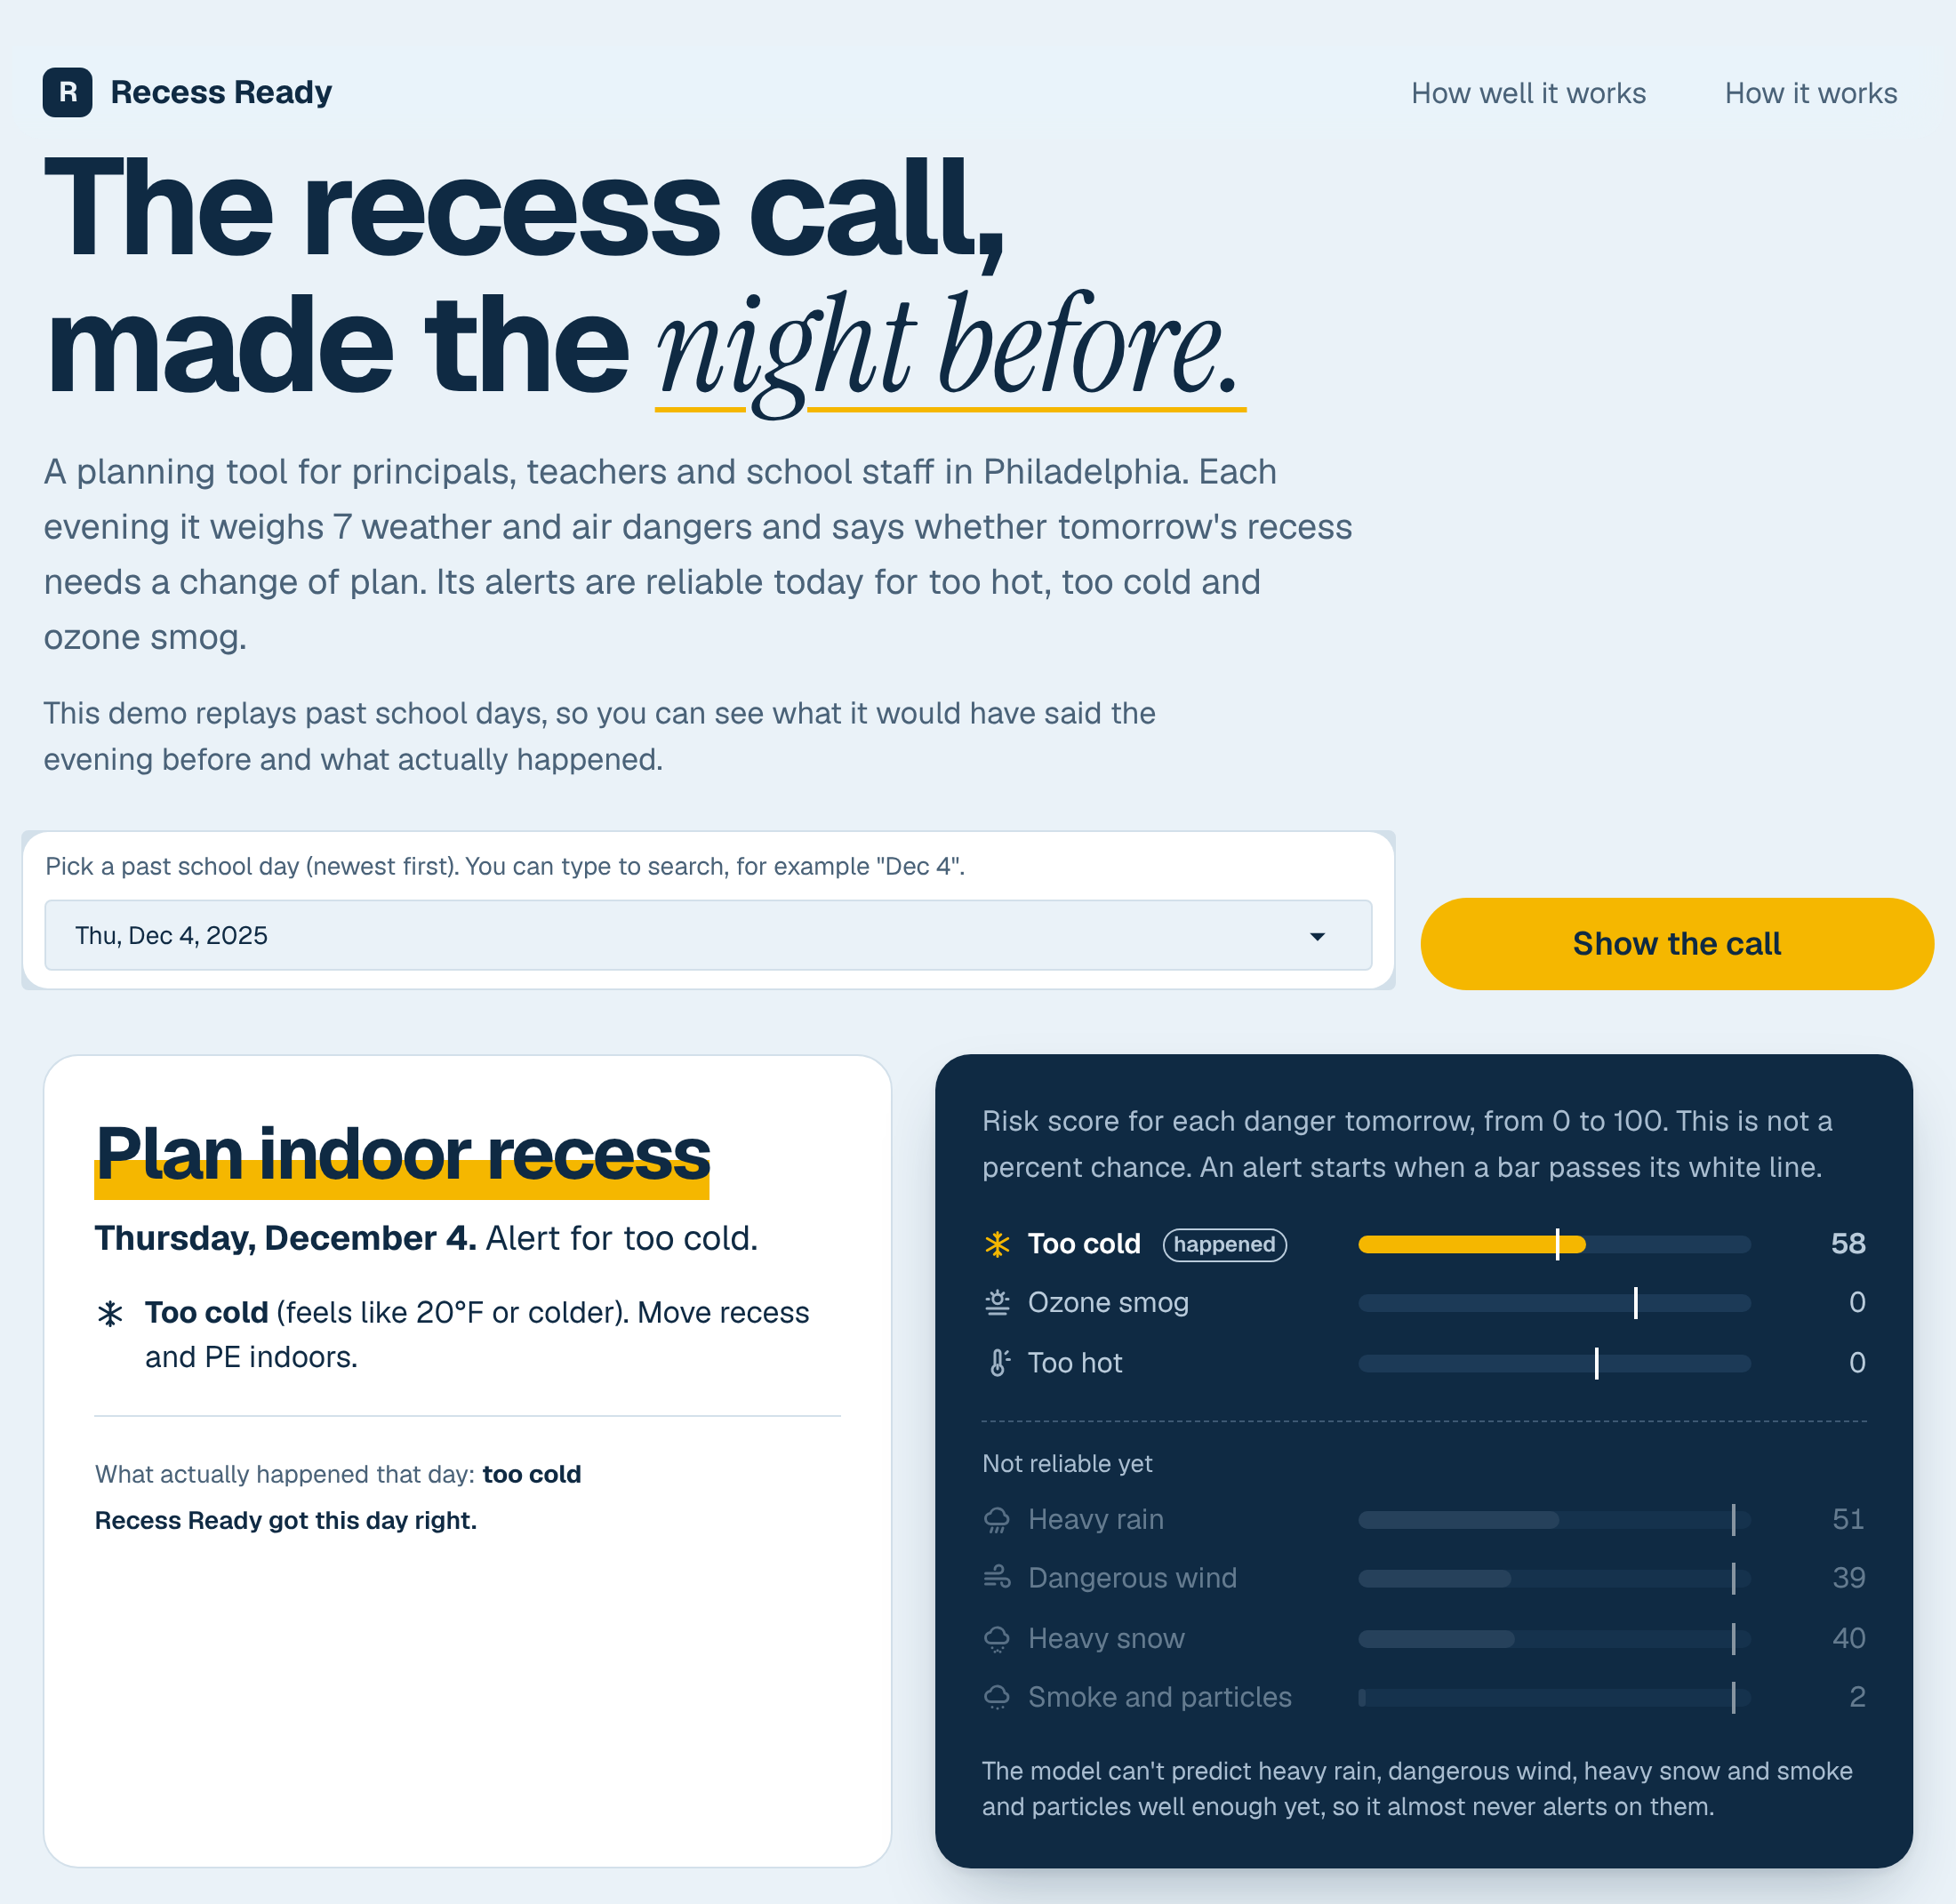 R Recess Ready
How well it works
How it works
The recess call,
made the night before.
A planning tool for principals, teachers and school staff in Philadelphia. Each
evening it weighs 7 weather and air dangers and says whether tomorrow's recess
needs a change of plan. Its alerts are reliable today for too hot, too cold and
ozone smog.
This demo replays past school days, so you can see what it would have said the
evening before and what actually happened.
Pick a past school day (newest first). You can type to search, for example "Dec 4".
Thu, Dec 4, 2025
Show the call
Plan indoor recess
Thursday, December 4. Alert for too cold.
Too cold (feels like 20°F or colder). Move recess
and PE indoors.
What actually happened that day: too cold
Recess Ready got this day right.
Risk score for each danger tomorrow, from 0 to 100. This is not a
percent chance. An alert starts when a bar passes its white line.
Too cold happened 58
Ozone smog 0
Too hot 0
Not reliable yet
Heavy rain 51
Dangerous wind 39
Heavy snow 40
Smoke and particles 2
The model can't predict heavy rain, dangerous wind, heavy snow and smoke
and particles well enough yet, so it almost never alerts on them.